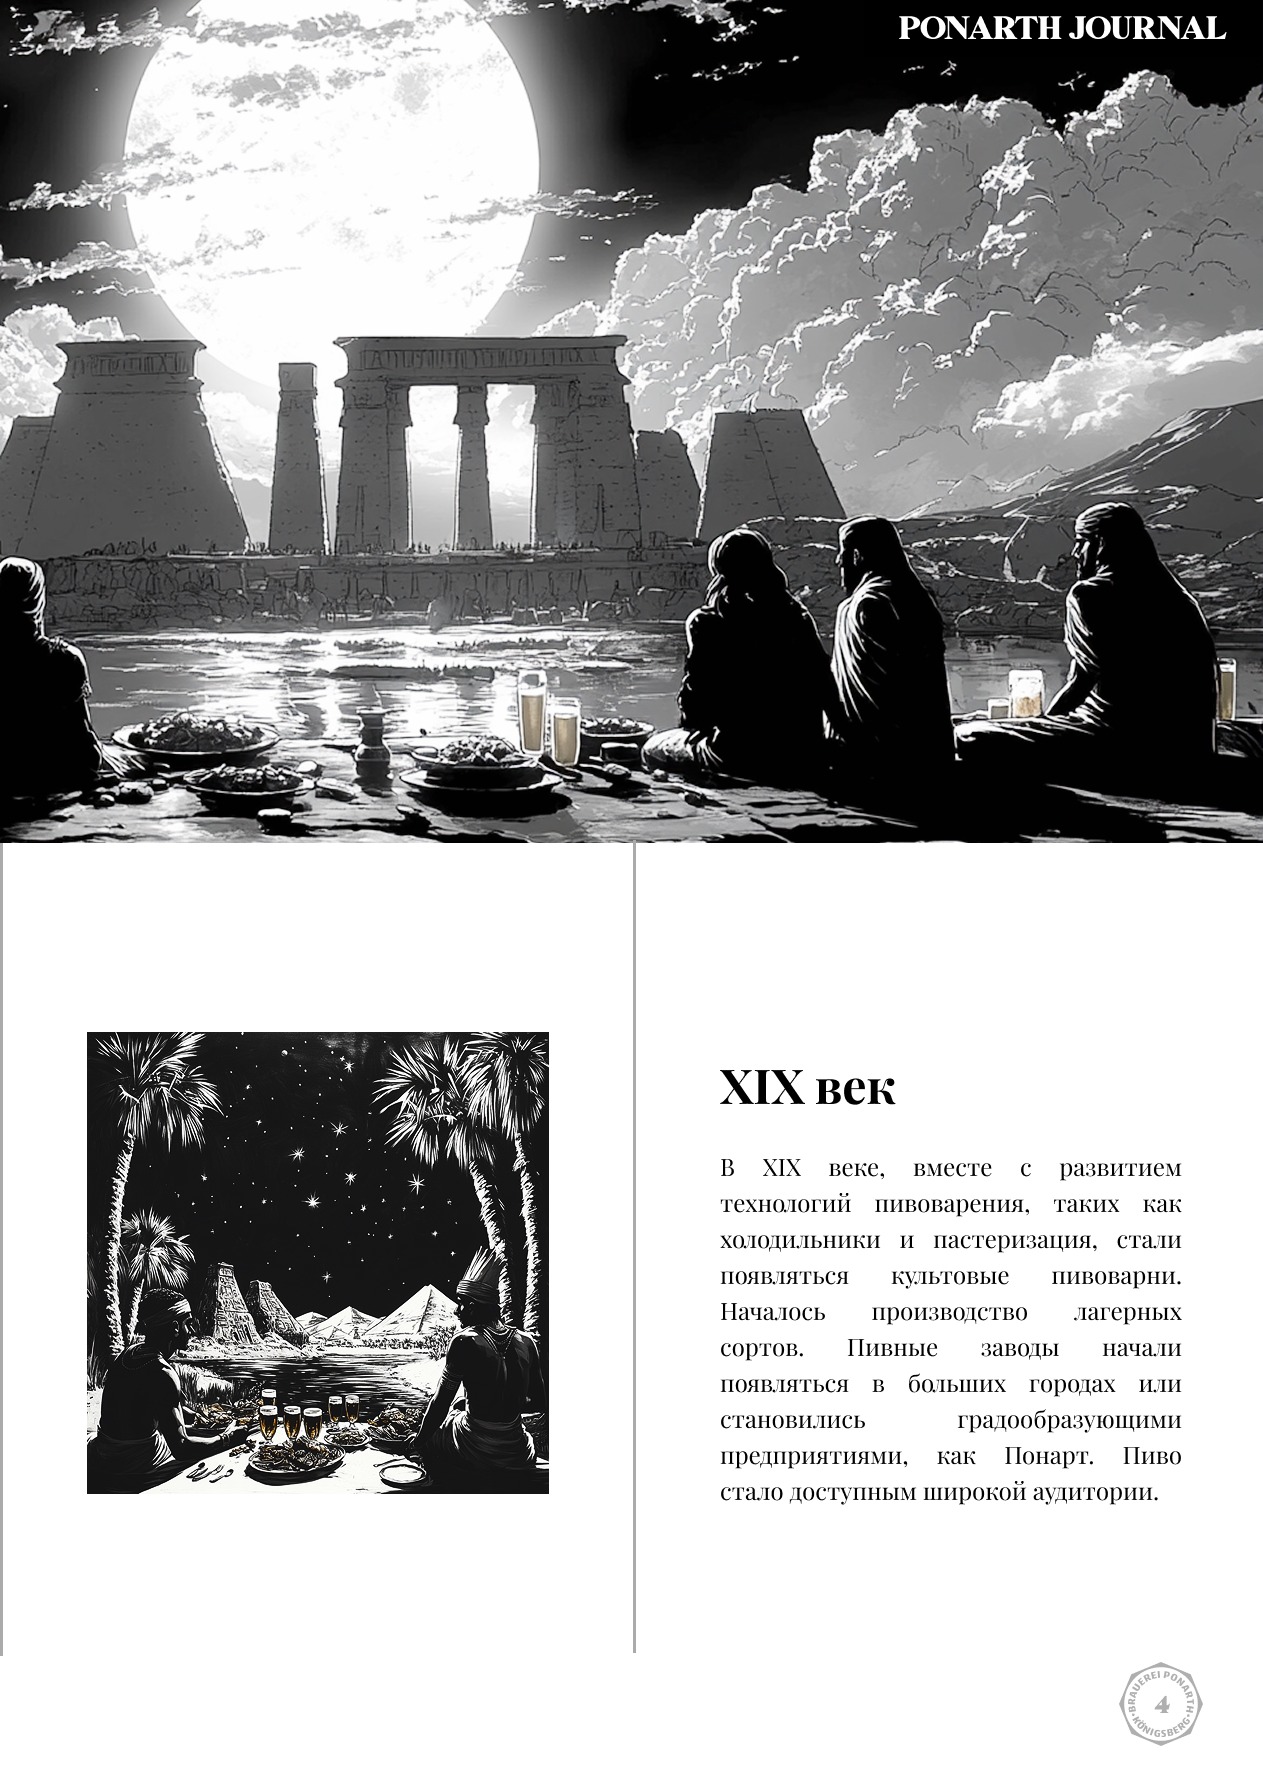 PONARTH JOURNAL
XIX век
В XIX веке, вместе с развитием
технологий пивоварения, таких как
холодильники и пастеризация, стали
появляться культовые пивоварни.
Началось производство лагерных
сортов. Пивные заводы начали
появляться в больших городах или
становились градообразующими
предприятиями, как Понарт. Пиво
стало доступным широкой аудитории.
BRAUEREI PONARTH
4
KÖNIGSBERG